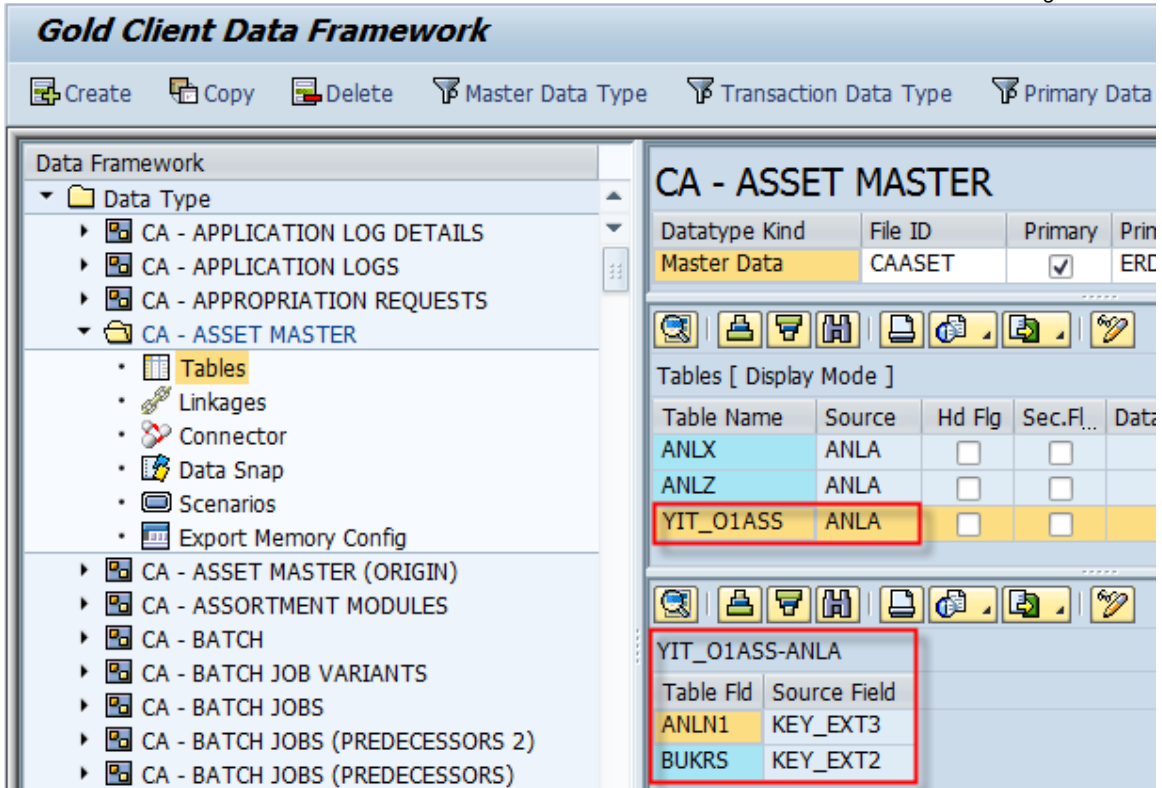 Gold Client Data Framework
Create Copy Delete Master Data Type Transaction Data Type Primary Data
Data Framework
Data Type
CA - APPLICATION LOG DETAILS
CA - APPLICATION LOGS
CA - APPROPRIATION REQUESTS
CA - ASSET MASTER
Tables
Linkages
Connector
Data Snap
Scenarios
Export Memory Config
CA - ASSET MASTER (ORIGIN)
CA - ASSORTMENT MODULES
CA - BATCH
CA - BATCH JOB VARIANTS
CA - BATCH JOBS
CA - BATCH JOBS (PREDECESSORS 2)
CA - BATCH JOBS (PREDECESSORS)
CA - ASSET MASTER
Datatype Kind File ID Primary Prim
Master Data CAASET ERD
Tables [ Display Mode ]
Table Name Source Hd Flg Sec.Fl... Data
ANLX ANLA
ANLZ ANLA
YIT_O1ASS ANLA
YIT_O1ASS-ANLA
Table Fld Source Field
ANLN1 KEY_EXT3
BUKRS KEY_EXT2